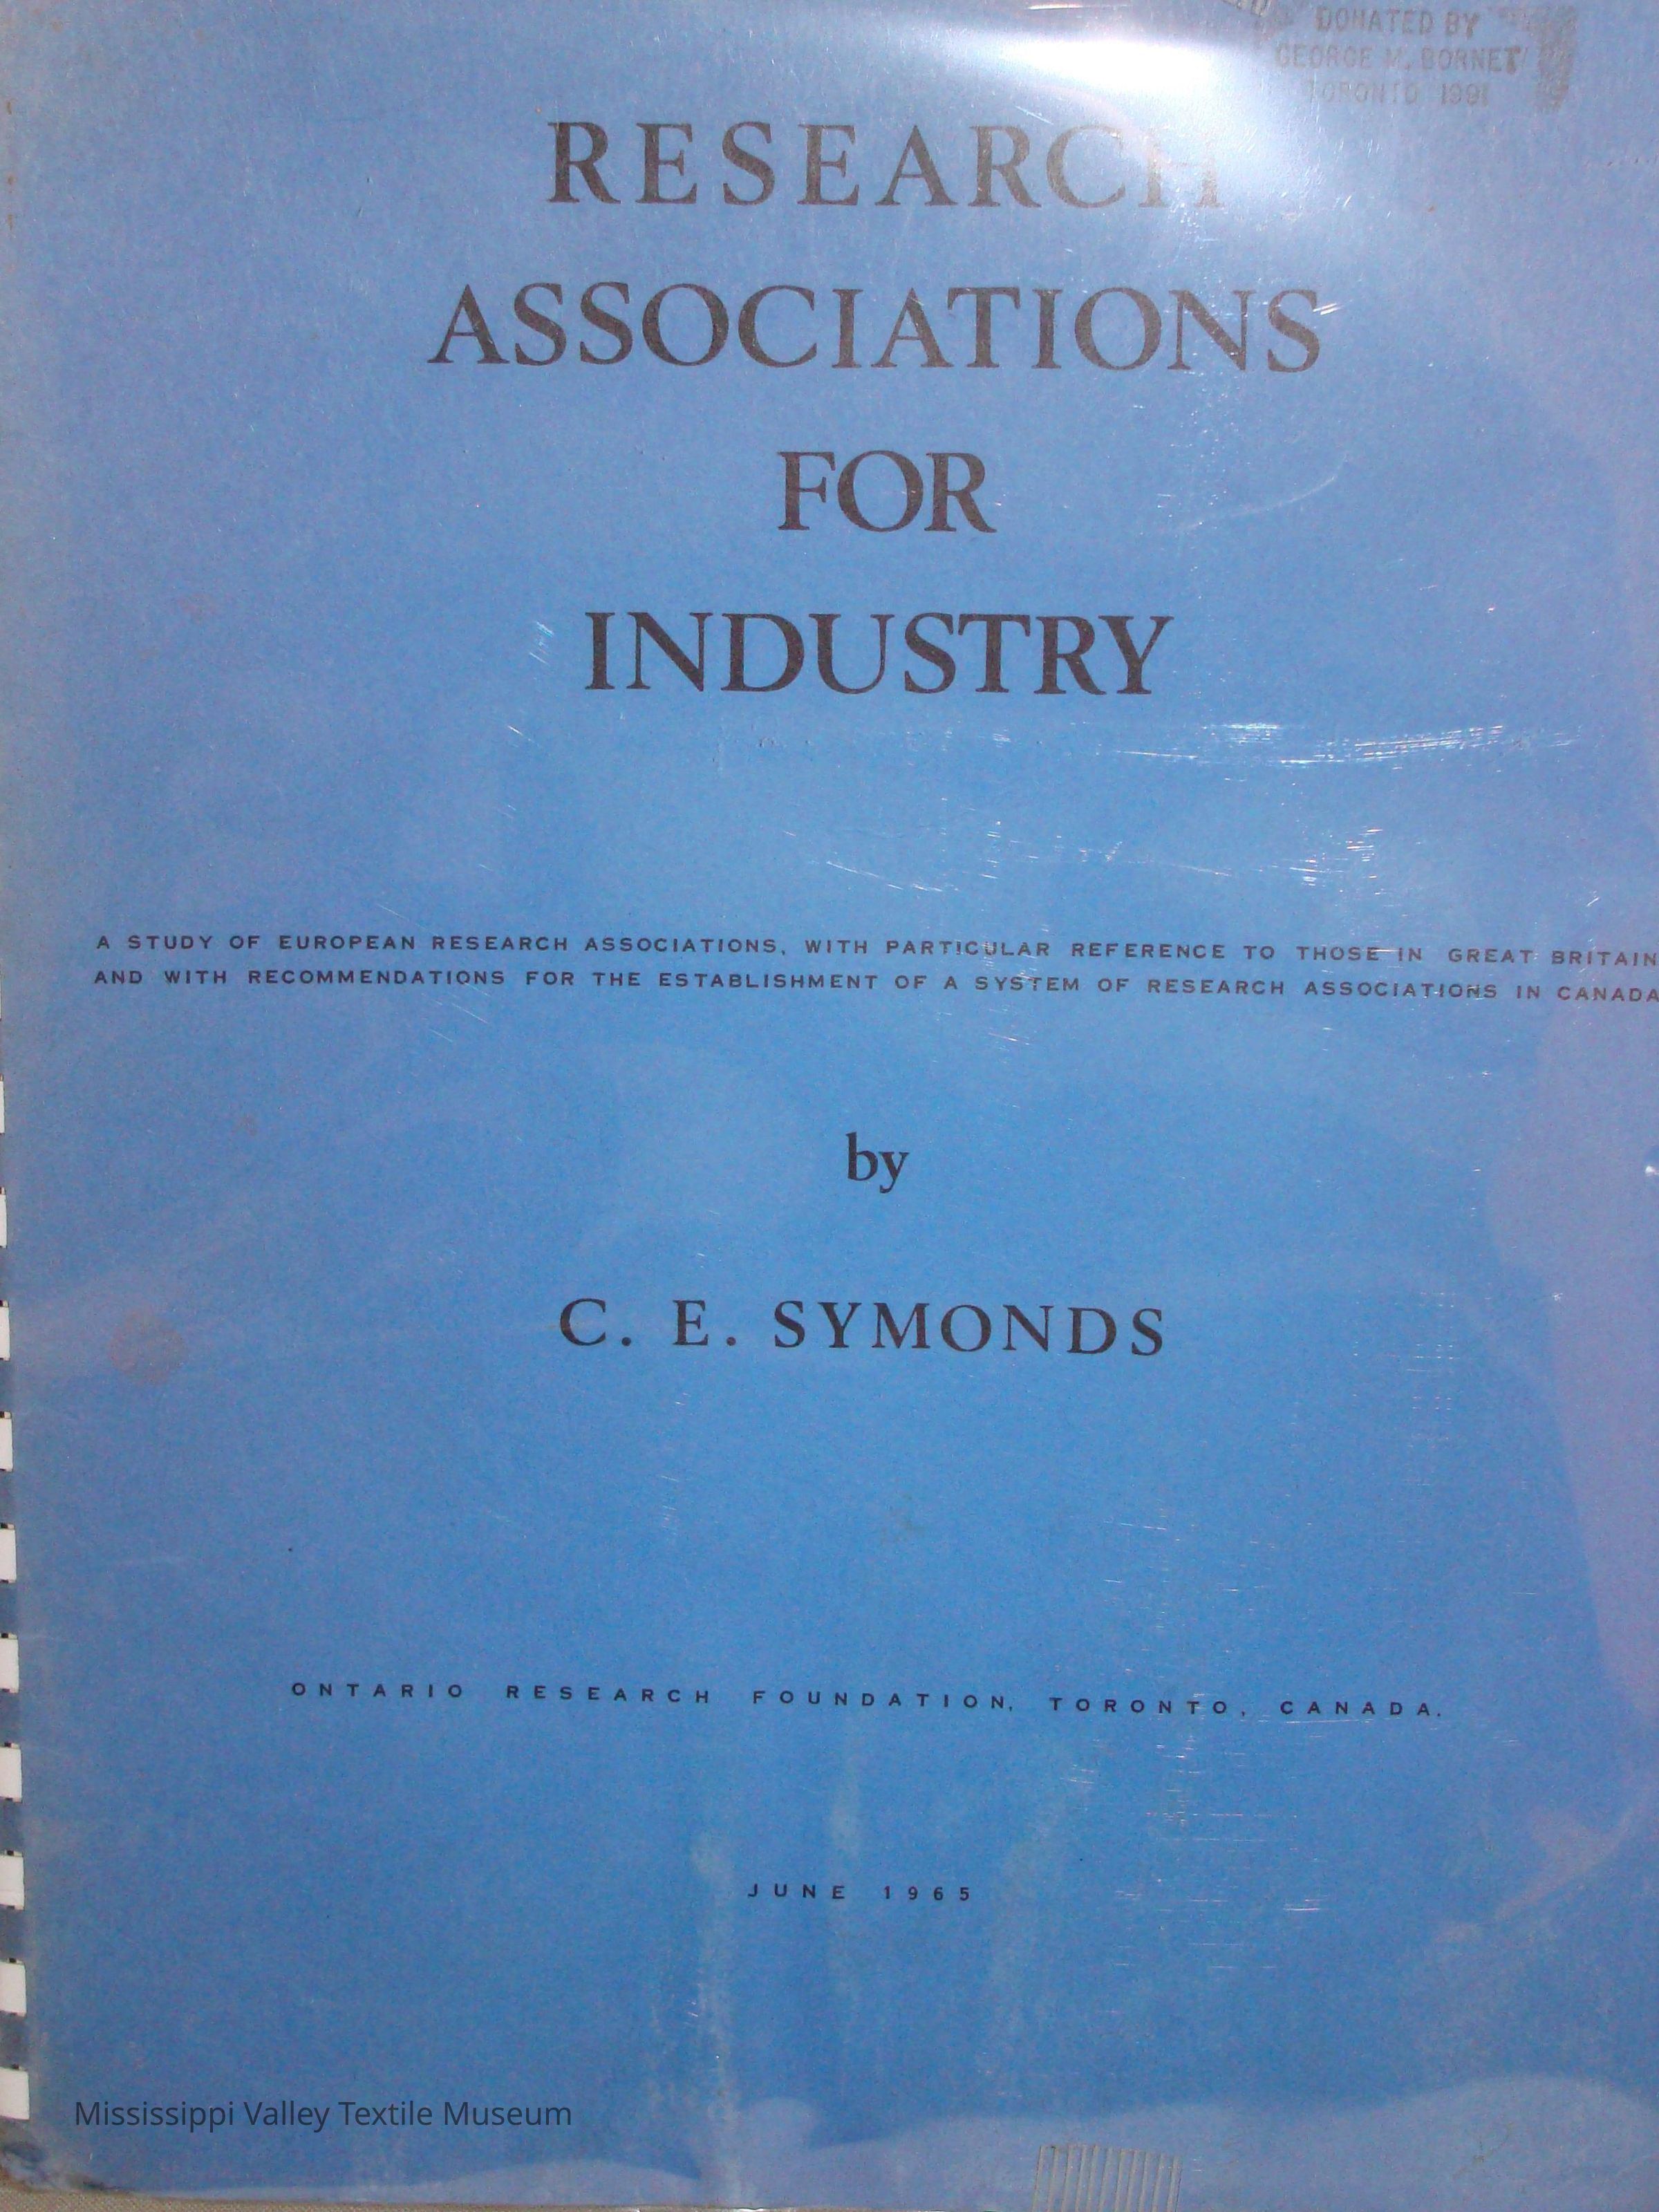 DONATED BY
GEORGE M. BORNET
TORONTO 1991
RESEARCH
ASSOCIATIONS
FOR
INDUSTRY
A STUDY OF EUROPEAN RESEARCH ASSOCIATIONS, WITH PARTICULAR REFERENCE TO THOSE IN GREAT BRITAIN
AND WITH RECOMMENDATIONS FOR THE ESTABLISHMENT OF A SYSTEM OF RESEARCH ASSOCIATIONS IN CANADA
by
C. E. SYMONDS
ONTARIO RESEARCH FOUNDATION, TORONTO, CANADA.
JUNE 1965
Mississippi Valley Textile Museum